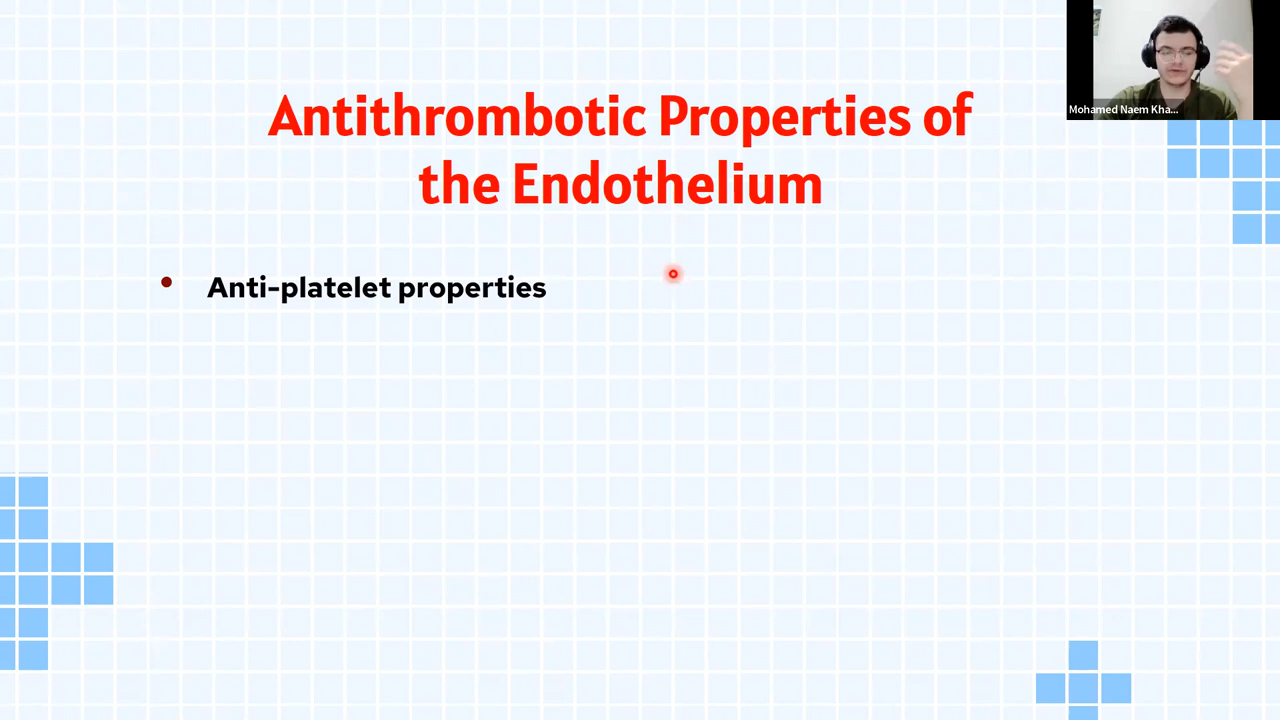 Antithrombotic Properties of
the Endothelium
• Anti-platelet properties
Mohamed Naem Kha...